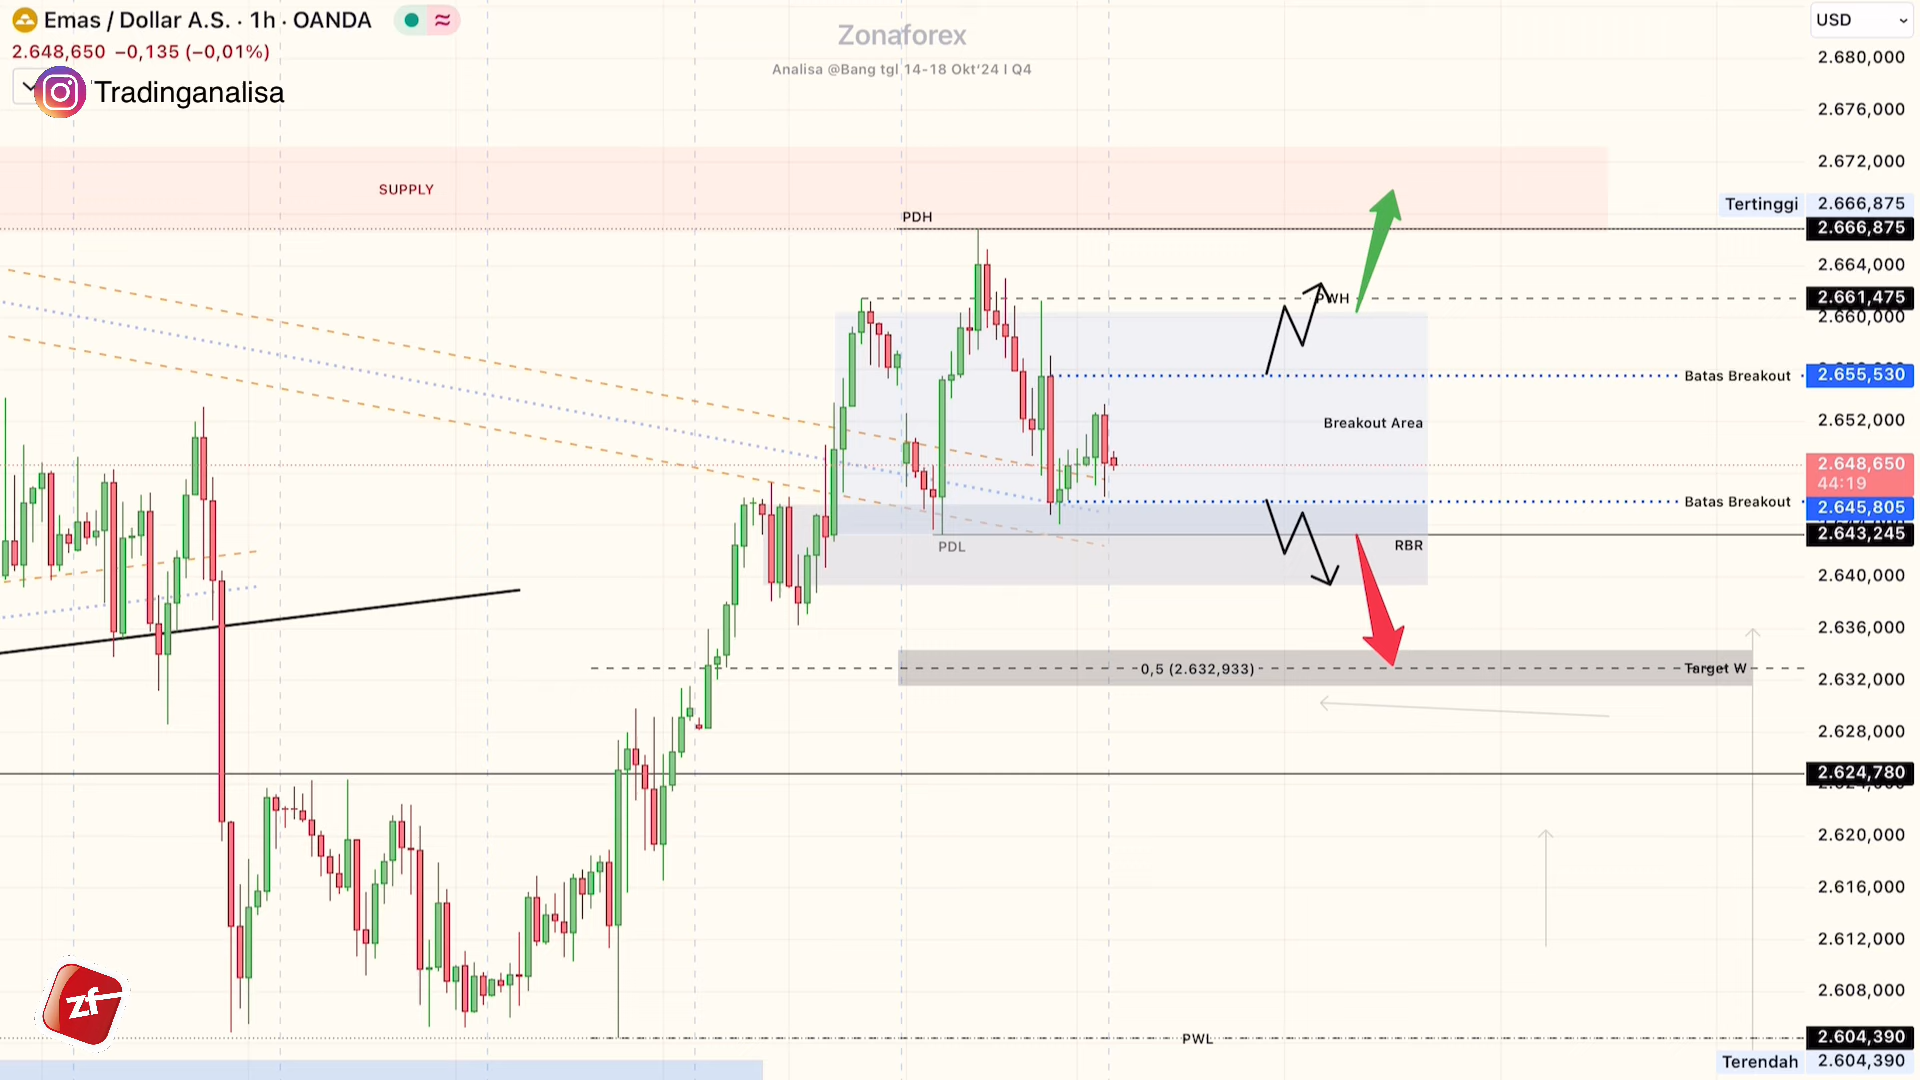 Emas / Dollar A.S. · 1h · OANDA
2.648,650 −0,135 (−0,01%)
Tradinganalisa
Zonaforex
Analisa @Bang tgl 14-18 Okt'24 I Q4
USD
2.680,000
2.676,000
2.672,000
SUPPLY
Tertinggi 2.666,875
PDH
2.666,875
2.664,000
PWH
2.661,475
2.660,000
Batas Breakout 2.655,530
Breakout Area
2.652,000
2.648,650
44:19
Batas Breakout 2.645,805
2.643,245
PDL
RBR
2.640,000
2.636,000
0,5 (2.632,933)
Target W
2.632,000
2.628,000
2.624,780
2.620,000
2.616,000
2.612,000
2.608,000
zf
PWL
2.604,390
Terendah 2.604,390